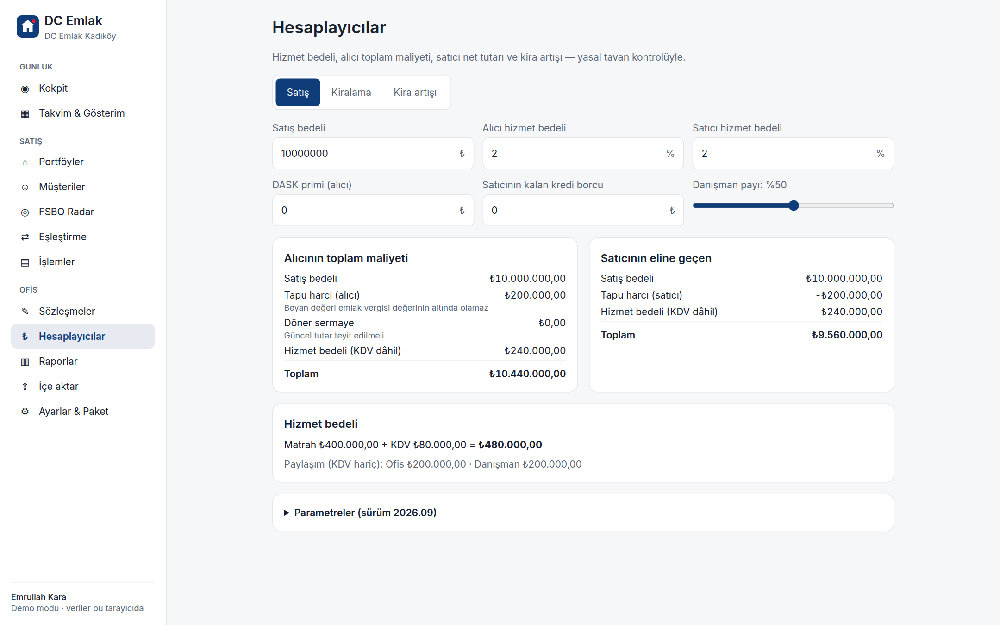 DC Emlak
DC Emlak Kadıköy
GÜNLÜK
Kokpit
Takvim & Gösterim
SATIŞ
Portföyler
Müşteriler
FSBO Radar
Eşleştirme
İşlemler
OFİS
Sözleşmeler
₺ Hesaplayıcılar
Raporlar
İçe aktar
Ayarlar & Paket
Emrullah Kara
Demo modu · veriler bu tarayıcıda
Hesaplayıcılar
Hizmet bedeli, alıcı toplam maliyeti, satıcı net tutarı ve kira artışı — yasal tavan kontrolüyle.
Satış Kiralama Kira artışı
Satış bedeli Alıcı hizmet bedeli Satıcı hizmet bedeli
10000000 ₺ 2 % 2 %
DASK primi (alıcı) Satıcının kalan kredi borcu Danışman payı: %50
0 ₺ 0 ₺
Alıcının toplam maliyeti
Satış bedeli ₺10.000.000,00
Tapu harcı (alıcı) ₺200.000,00
Beyan değeri emlak vergisi değerinin altında olamaz
Döner sermaye ₺0,00
Güncel tutar teyit edilmeli
Hizmet bedeli (KDV dâhil) ₺240.000,00
Toplam ₺10.440.000,00
Satıcının eline geçen
Satış bedeli ₺10.000.000,00
Tapu harcı (satıcı) -₺200.000,00
Hizmet bedeli (KDV dâhil) -₺240.000,00
Toplam ₺9.560.000,00
Hizmet bedeli
Matrah ₺400.000,00 + KDV ₺80.000,00 = ₺480.000,00
Paylaşım (KDV hariç): Ofis ₺200.000,00 · Danışman ₺200.000,00
Parametreler (sürüm 2026.09)